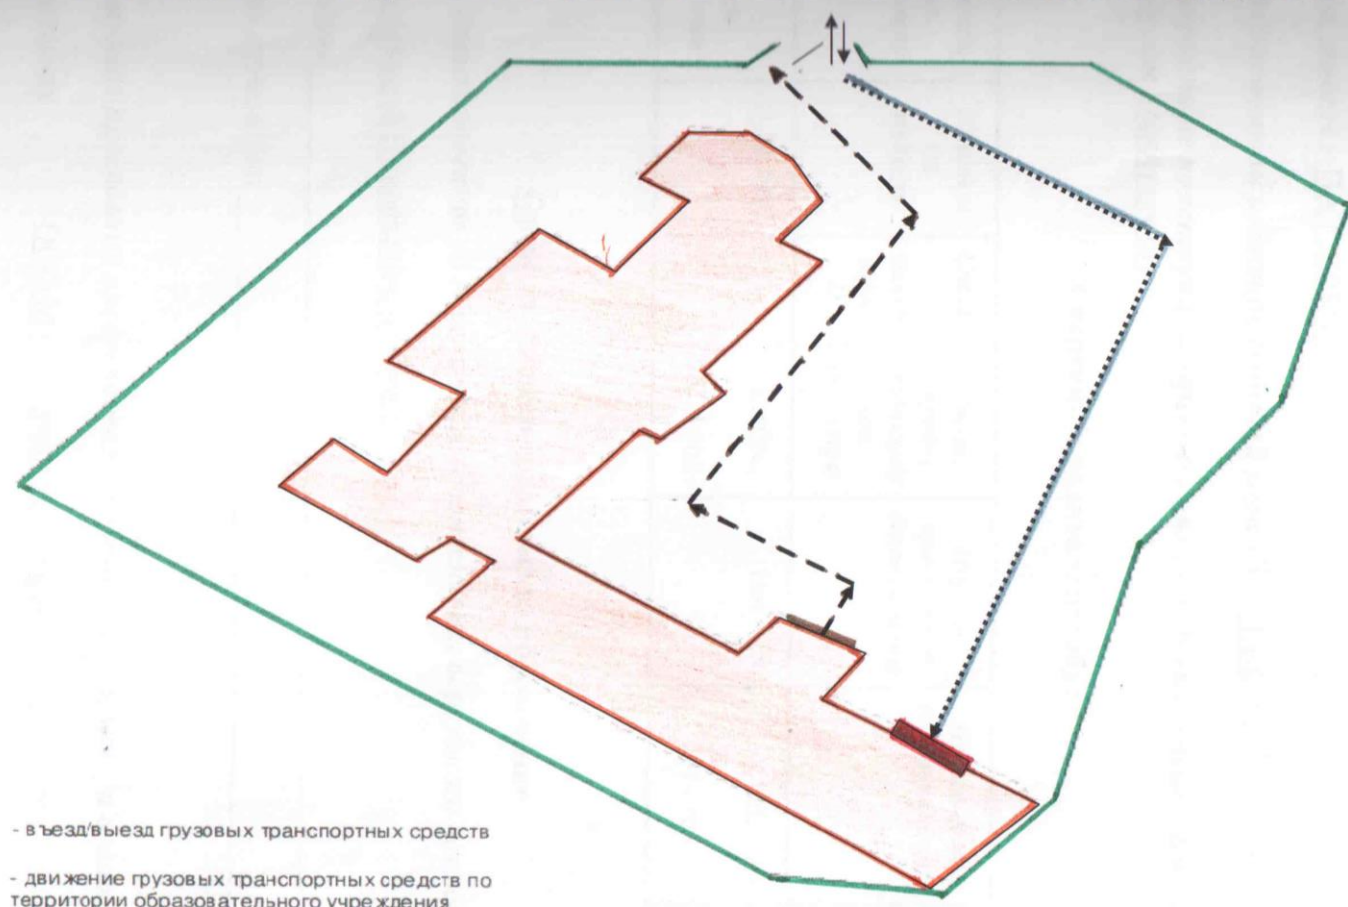 - въезд/выезд грузовых транспортных средств
- движение грузовых транспортных средств по
территории образовательного учреждения